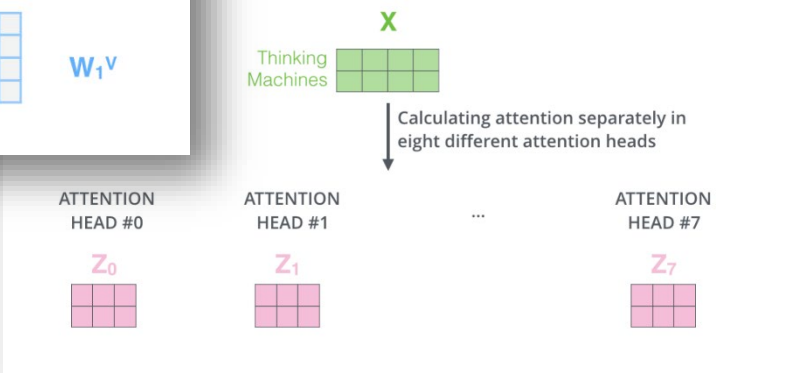 W₁ⱽ
X
Thinking
Machines
Calculating attention separately in
eight different attention heads
ATTENTION
HEAD #0
ATTENTION
HEAD #1
...
ATTENTION
HEAD #7
Z₀
Z₁
Z₇